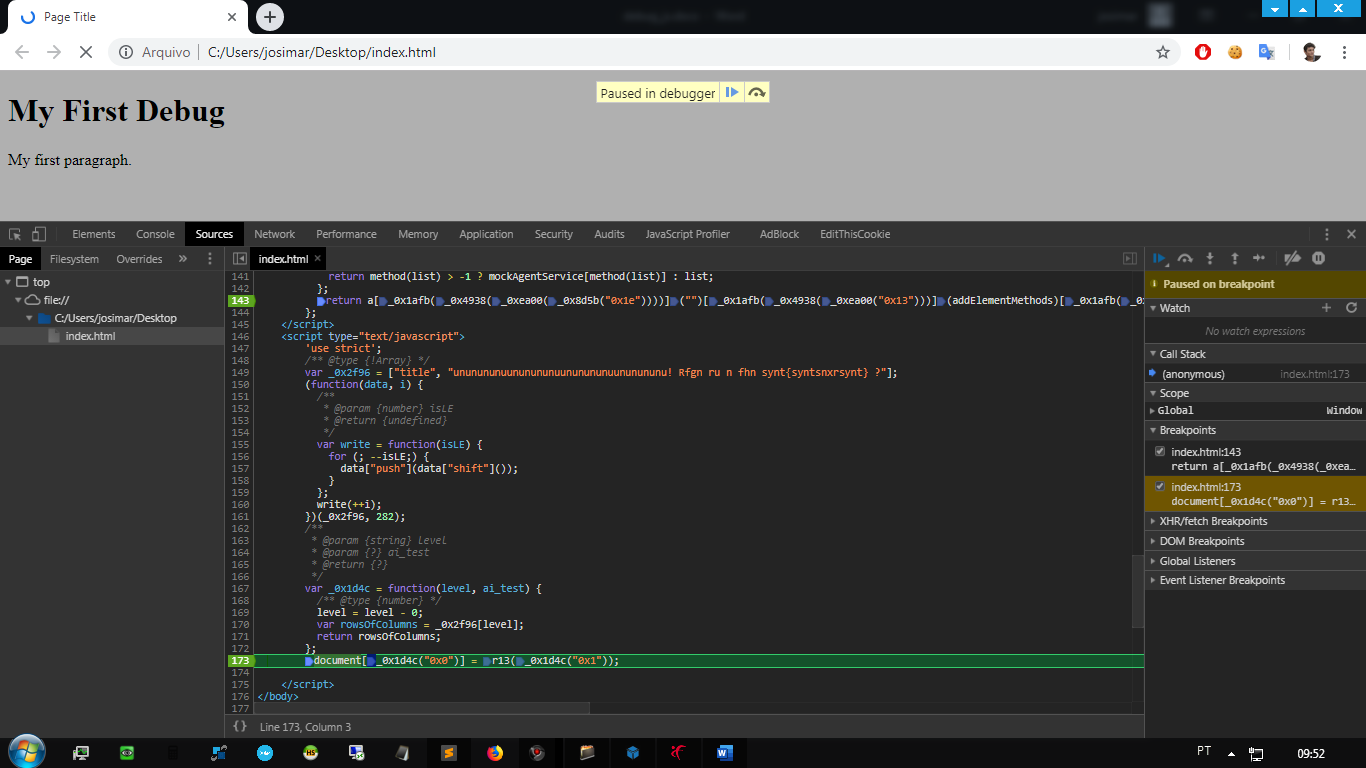 Page Title
Arquivo C:/Users/josimar/Desktop/index.html
Paused in debugger
My First Debug
My first paragraph.
Elements Console Sources Network Performance Memory Application Security Audits JavaScript Profiler AdBlock EditThisCookie
Page Filesystem Overrides »
top
file://
C:/Users/josimar/Desktop
index.html
index.html
141 return method(list) > -1 ? mockAgentService[method(list)] : list;
142 };
143 return a[_0x1afb(_0x4938(_0xea00(_0x8d5b("0x1e"))))]("")[_0x1afb(_0x4938(_0xea00("0x13")))](addElementMethods)[_0x1afb(
144 };
145 </script>
146 <script type="text/javascript">
147 'use strict';
148 /** @type {!Array} */
149 var _0x2f96 = ["title", 
150 (function(data, i) {
151 /**
152 * @param {number} isLE
153 * @return {undefined}
154 */
155 var write = function(isLE) {
156 for (; --isLE;) {
157 data["push"](data["shift"]());
158 }
159 };
160 write(++i);
161 })(_0x2f96, 282);
162 /**
163 * @param {string} level
164 * @param {?} ai_test
165 * @return {?}
166 */
167 var _0x1d4c = function(level, ai_test) {
168 /** @type {number} */
169 level = level - 0;
170 var rowsOfColumns = _0x2f96[level];
171 return rowsOfColumns;
172 };
173 document[_0x1d4c("0x0")] = r13(_0x1d4c("0x1"));
174
175 </script>
176 </body>
177
{} Line 173, Column 3
Paused on breakpoint
Watch
No watch expressions
Call Stack
(anonymous) index.html:173
Scope
Global Window
Breakpoints
index.html:143
return a[_0x1afb(_0x4938(_0xea…
index.html:173
document[_0x1d4c("0x0")] = r13…
XHR/fetch Breakpoints
DOM Breakpoints
Global Listeners
Event Listener Breakpoints
HS
PT 09:52